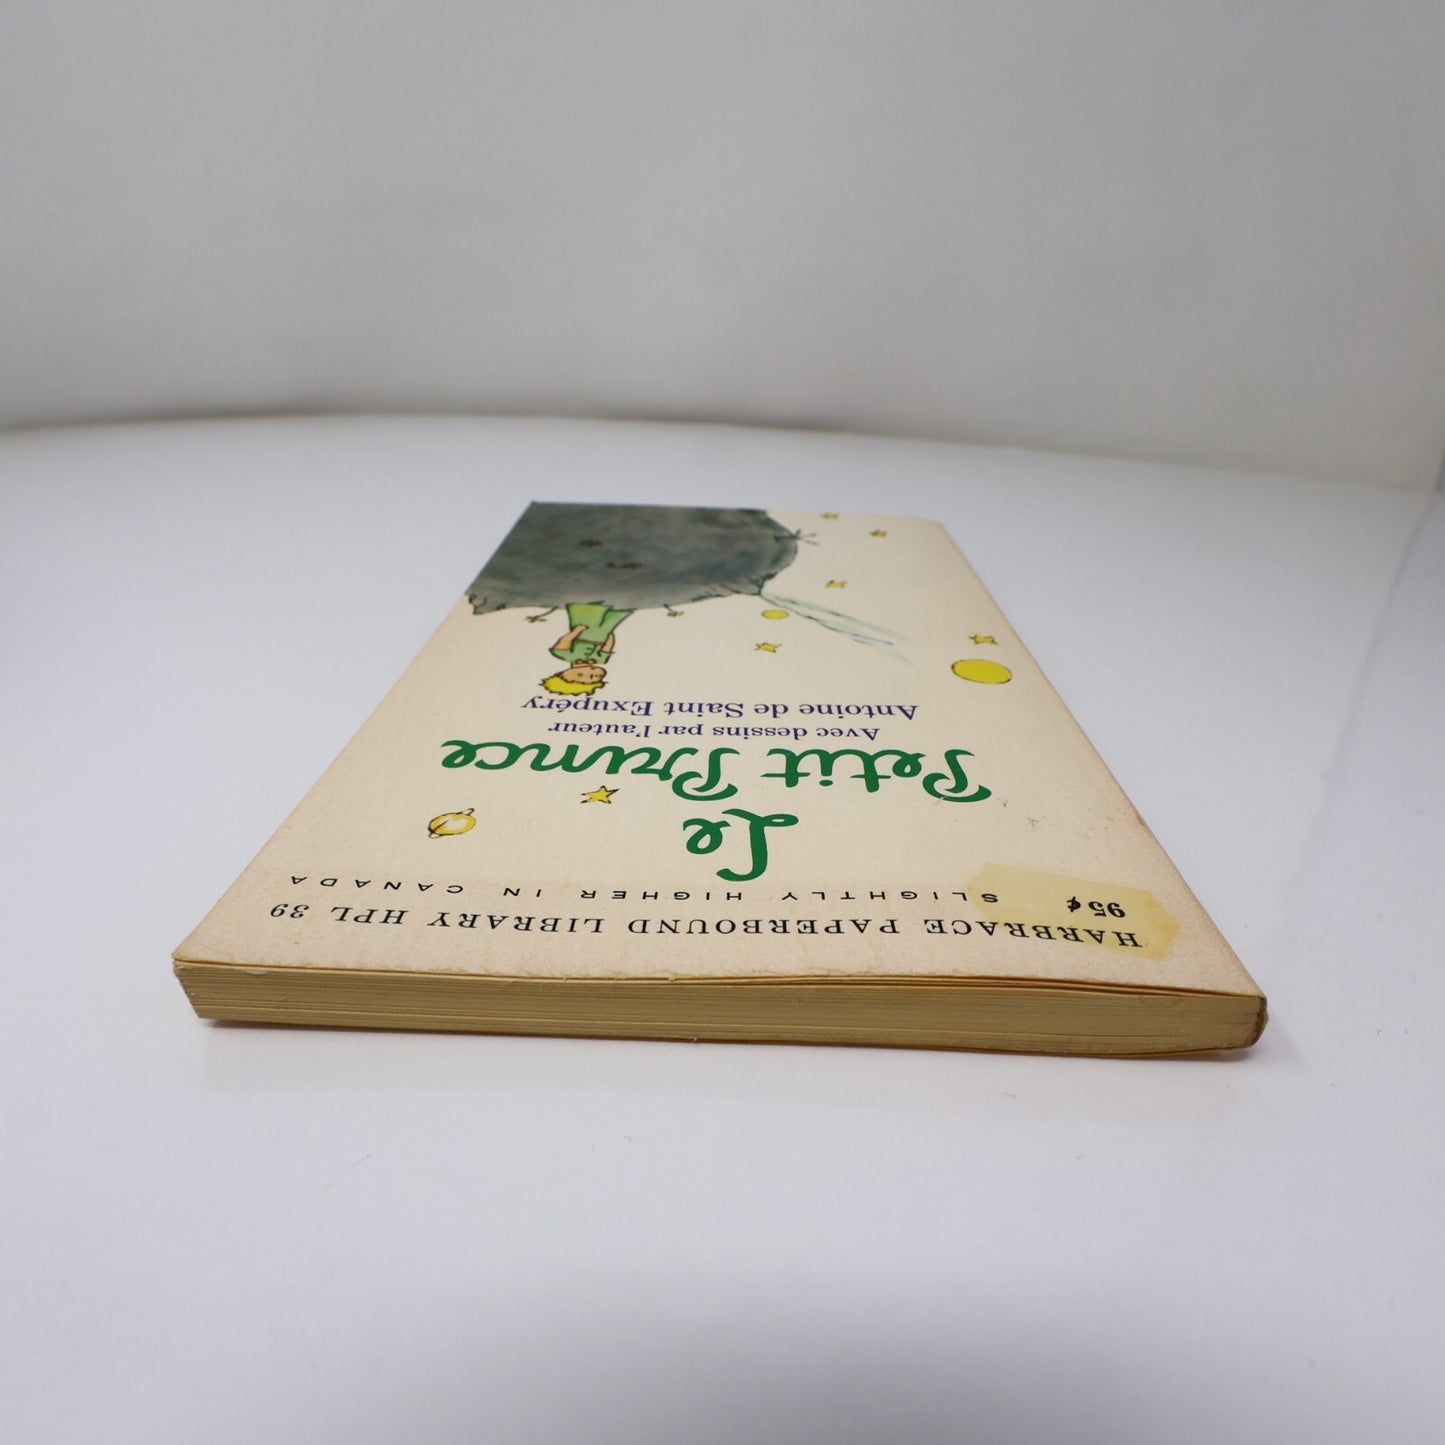 HARBRACE PAPERBOUND LIBRARY HPL 39
95¢
SLIGHTLY HIGHER IN CANADA
Le
Petit Prince
Avec dessins par l'auteur
Antoine de Saint Exupéry